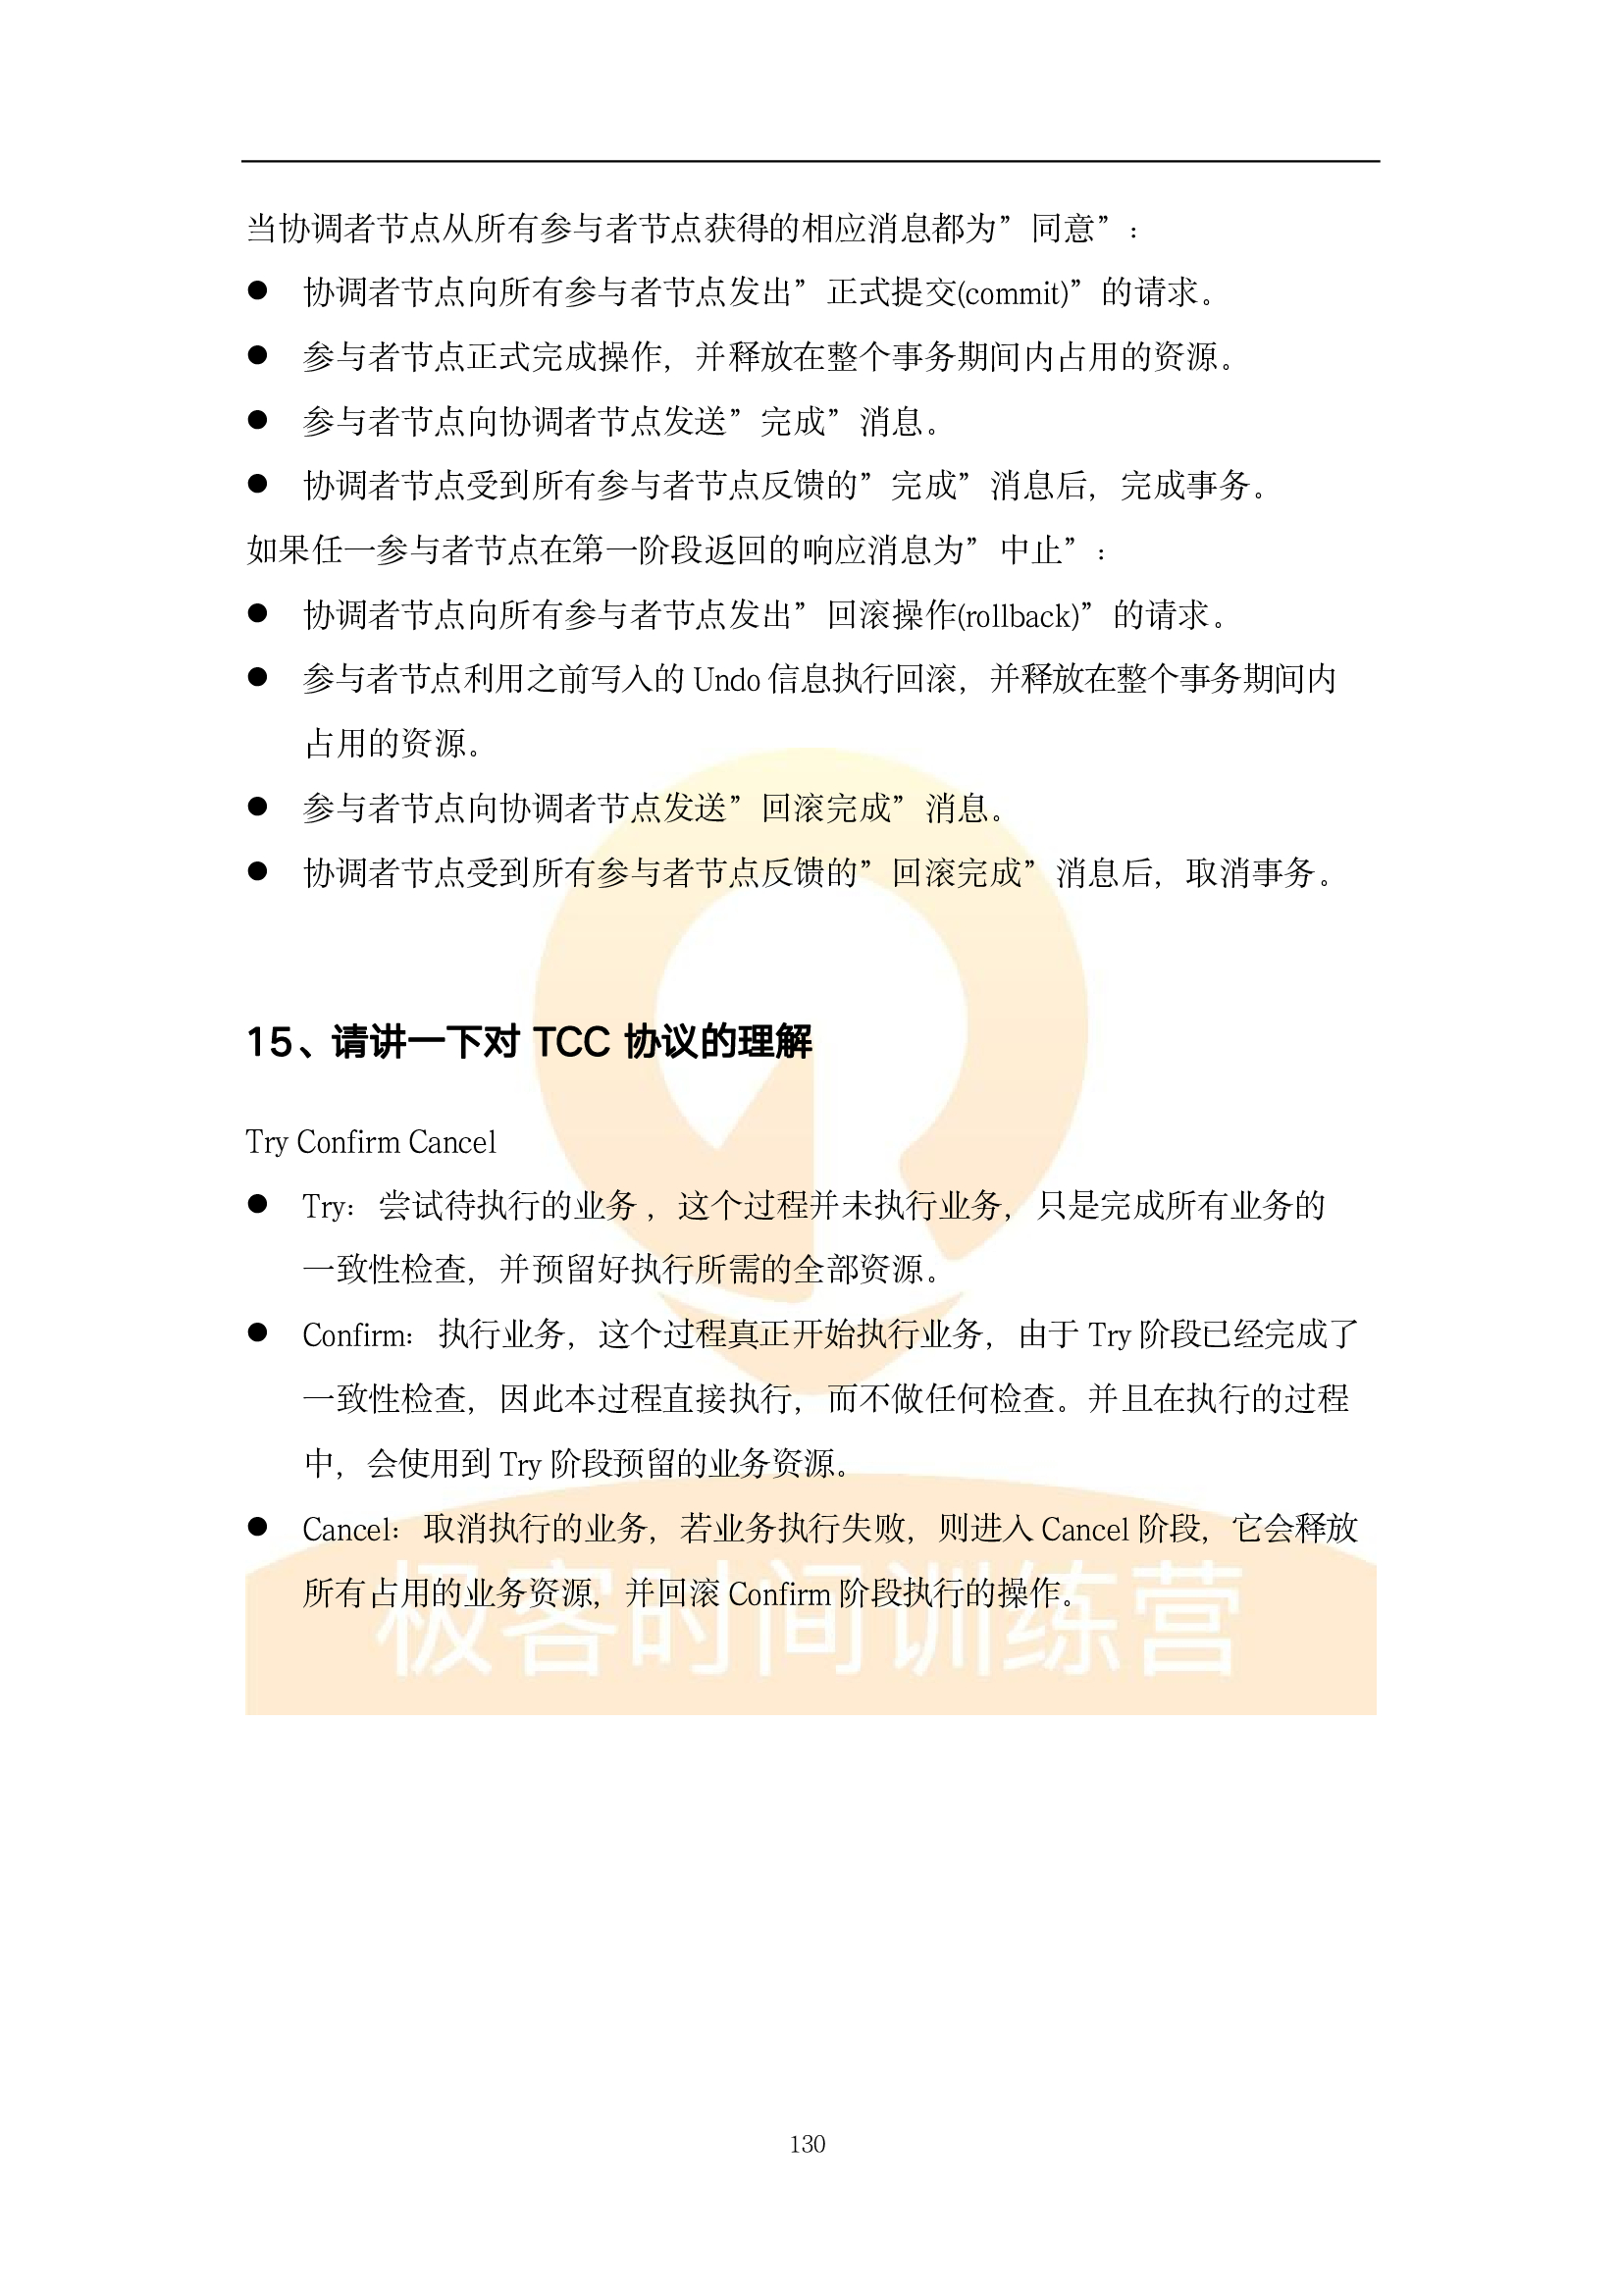 当协调者节点从所有参与者节点获得的相应消息都为”同意”：
● 协调者节点向所有参与者节点发出”正式提交(commit)”的请求。
● 参与者节点正式完成操作，并释放在整个事务期间内占用的资源。
● 参与者节点向协调者节点发送”完成”消息。
● 协调者节点受到所有参与者节点反馈的”完成”消息后，完成事务。
如果任一参与者节点在第一阶段返回的响应消息为”中止”：
● 协调者节点向所有参与者节点发出”回滚操作(rollback)”的请求。
● 参与者节点利用之前写入的 Undo 信息执行回滚，并释放在整个事务期间内
占用的资源。
● 参与者节点向协调者节点发送”回滚完成”消息。
● 协调者节点受到所有参与者节点反馈的”回滚完成”消息后，取消事务。
15、请讲一下对 TCC 协议的理解
Try Confirm Cancel
● Try：尝试待执行的业务，这个过程并未执行业务，只是完成所有业务的
一致性检查，并预留好执行所需的全部资源。
● Confirm：执行业务，这个过程真正开始执行业务，由于 Try 阶段已经完成了
一致性检查，因此本过程直接执行，而不做任何检查。并且在执行的过程
中，会使用到 Try 阶段预留的业务资源。
● Cancel：取消执行的业务，若业务执行失败，则进入 Cancel 阶段，它会释放
所有占用的业务资源，并回滚 Confirm 阶段执行的操作。
极客时间训练营
130